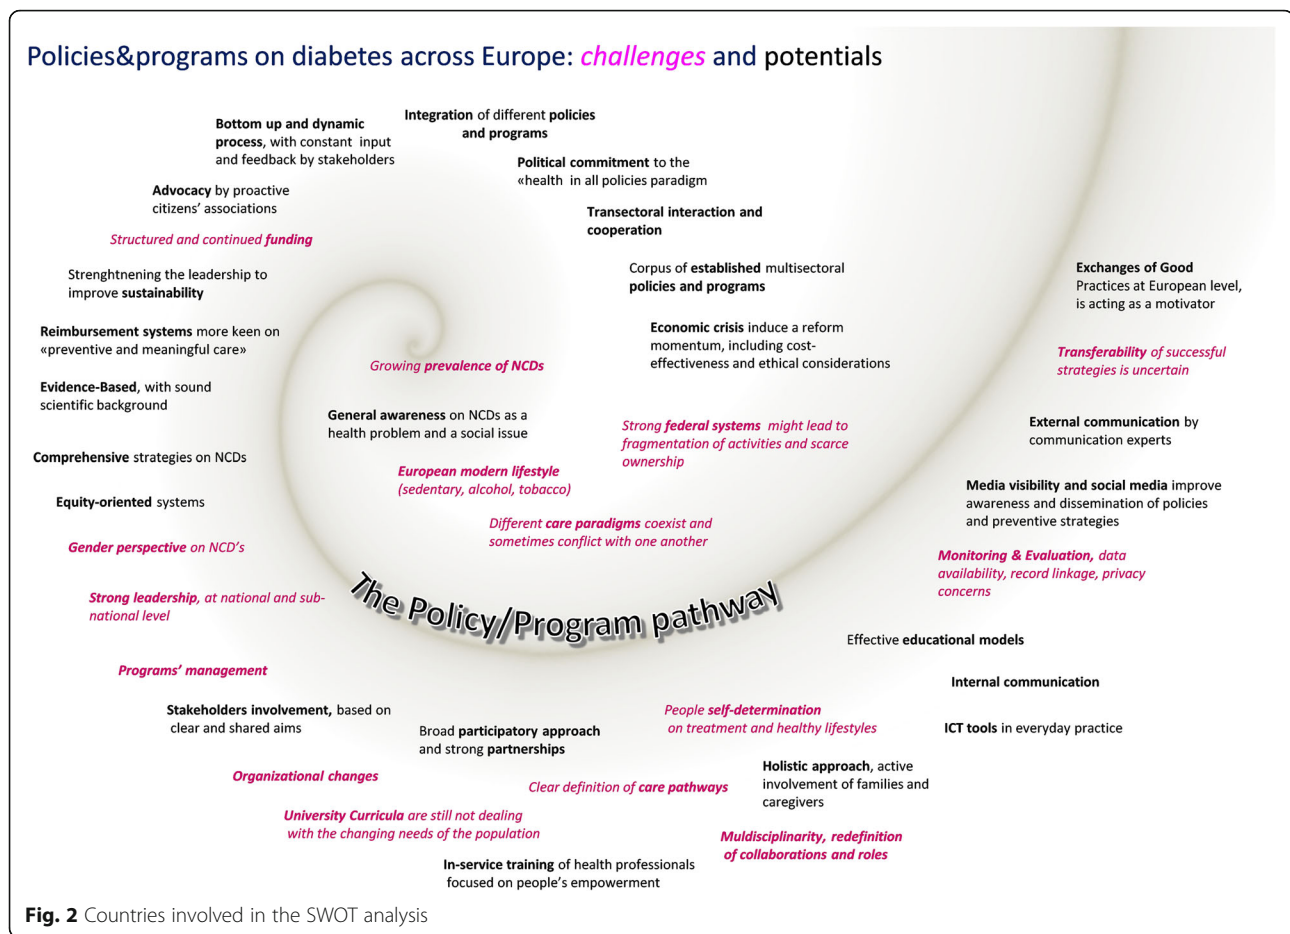 Policies&programs on diabetes across Europe: challenges and potentials
Bottom up and dynamic
process, with constant input
and feedback by stakeholders
Integration of different policies
and programs
Political commitment to the
«health in all policies paradigm
Advocacy by proactive
citizens' associations
Transectoral interaction and
cooperation
Structured and continued funding
Strenghtnening the leadership to
improve sustainability
Corpus of established multisectoral
policies and programs
Exchanges of Good
Practices at European level,
is acting as a motivator
Reimbursement systems more keen on
«preventive and meaningful care»
Economic crisis induce a reform
momentum, including cost-
effectiveness and ethical considerations
Growing prevalence of NCDs
Transferability of successful
strategies is uncertain
Evidence-Based, with sound
scientific background
General awareness on NCDs as a
health problem and a social issue
Strong federal systems might lead to
fragmentation of activities and scarce
ownership
External communication by
communication experts
Comprehensive strategies on NCDs
European modern lifestyle
(sedentary, alcohol, tobacco)
Media visibility and social media improve
awareness and dissemination of policies
and preventive strategies
Equity-oriented systems
Different care paradigms coexist and
sometimes conflict with one another
Gender perspective on NCD's
Monitoring & Evaluation, data
availability, record linkage, privacy
concerns
Strong leadership, at national and sub-
national level
The Policy/Program pathway
Effective educational models
Programs' management
Internal communication
Stakeholders involvement, based on
clear and shared aims
Broad participatory approach
and strong partnerships
People self-determination
on treatment and healthy lifestyles
ICT tools in everyday practice
Organizational changes
Clear definition of care pathways
Holistic approach, active
involvement of families and
caregivers
University Curricula are still not dealing
with the changing needs of the population
Muldisciplinarity, redefinition
of collaborations and roles
In-service training of health professionals
focused on people's empowerment
Fig. 2 Countries involved in the SWOT analysis